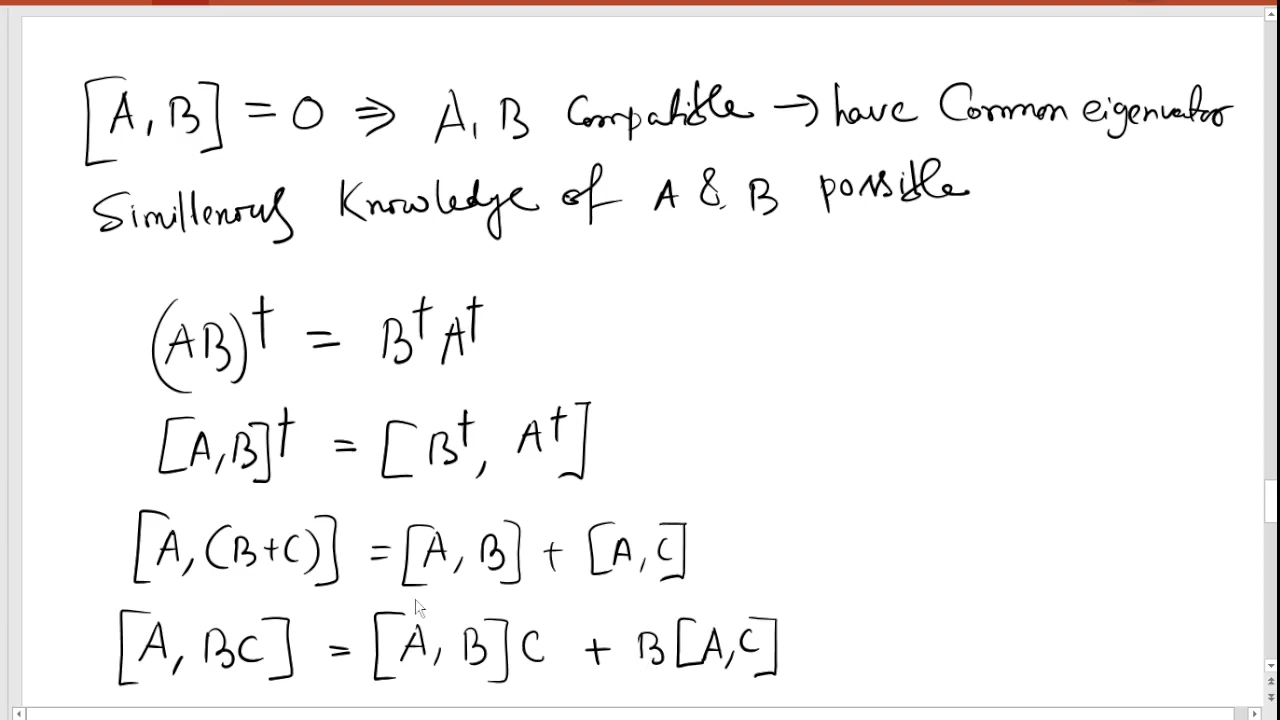 [A, B] = 0 ⇒ A, B Compatible → have Common eigenvector
Simillenous Knowledge of A & B possible
(AB)† = B† A†
[A, B]† = [B†, A†]
[A, (B+C)] = [A, B] + [A, C]
[A, BC] = [A, B]C + B[A, C]